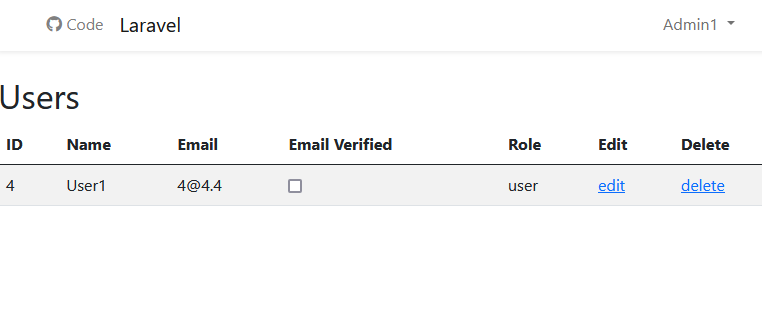 Code Laravel Admin1
Users
ID Name Email Email Verified Role Edit Delete
4 User1 4@4.4 user edit delete